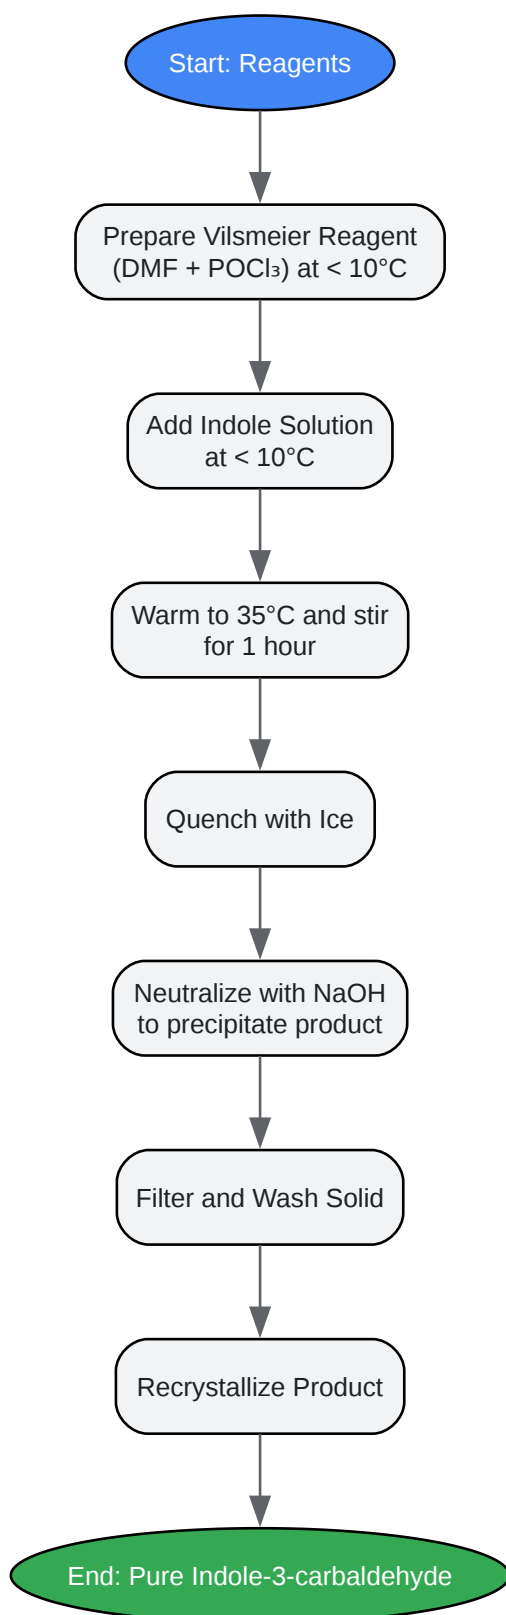 Start: Reagents
Prepare Vilsmeier Reagent
(DMF + POCl₃) at < 10°C
Add Indole Solution
at < 10°C
Warm to 35°C and stir
for 1 hour
Quench with Ice
Neutralize with NaOH
to precipitate product
Filter and Wash Solid
Recrystallize Product
End: Pure Indole-3-carbaldehyde